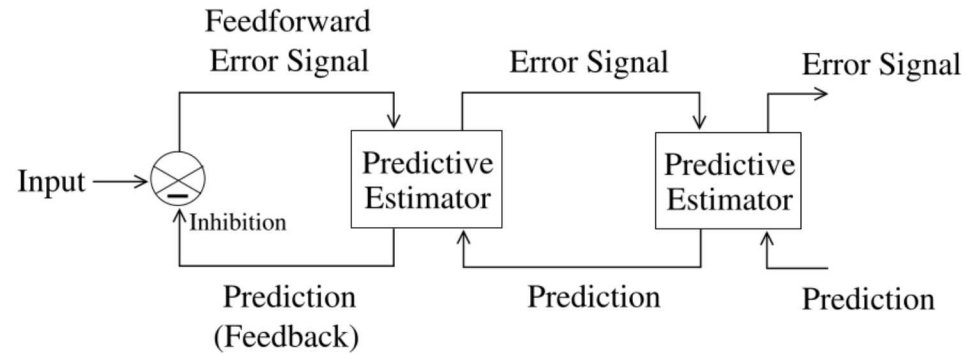 Feedforward
Error Signal
Error Signal
Error Signal
Input
Predictive
Estimator
Predictive
Estimator
Inhibition
Prediction
(Feedback)
Prediction
Prediction